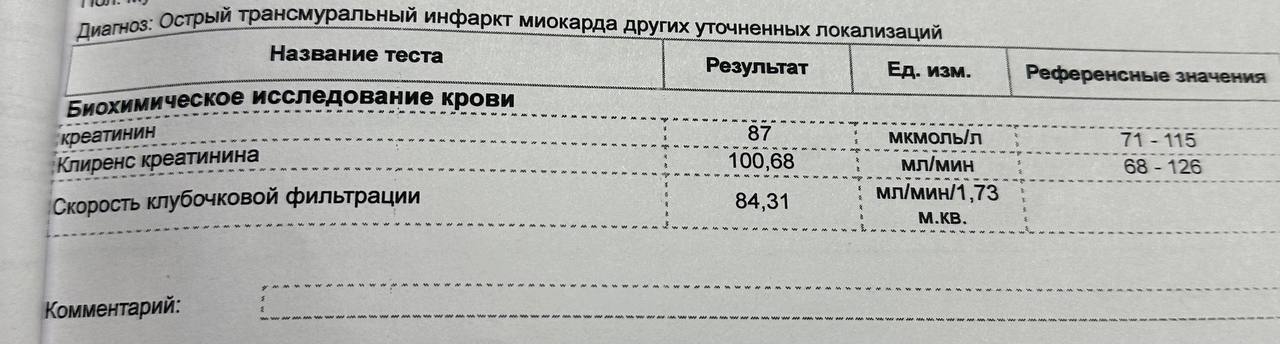 Диагноз: Острый трансмуральный инфаркт миокарда других уточненных локализаций
Название теста Результат Ед. изм. Референсные значения
Биохимическое исследование крови
креатинин 87 мкмоль/л 71 - 115
Клиренс креатинина 100,68 мл/мин 68 - 126
Скорость клубочковой фильтрации 84,31 мл/мин/1,73
м.кв.
Комментарий: